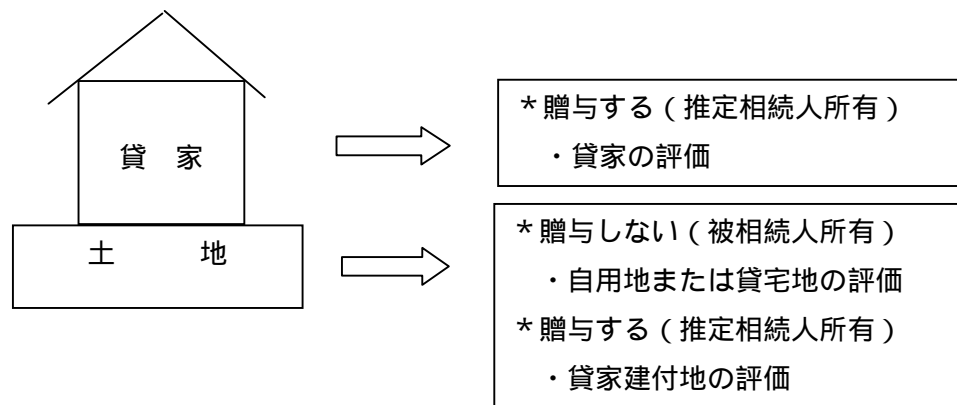 貸　家
土　　　地
*贈与する(推定相続人所有)
・貸家の評価
*贈与しない(被相続人所有)
・自用地または貸宅地の評価
*贈与する(推定相続人所有)
・貸家建付地の評価